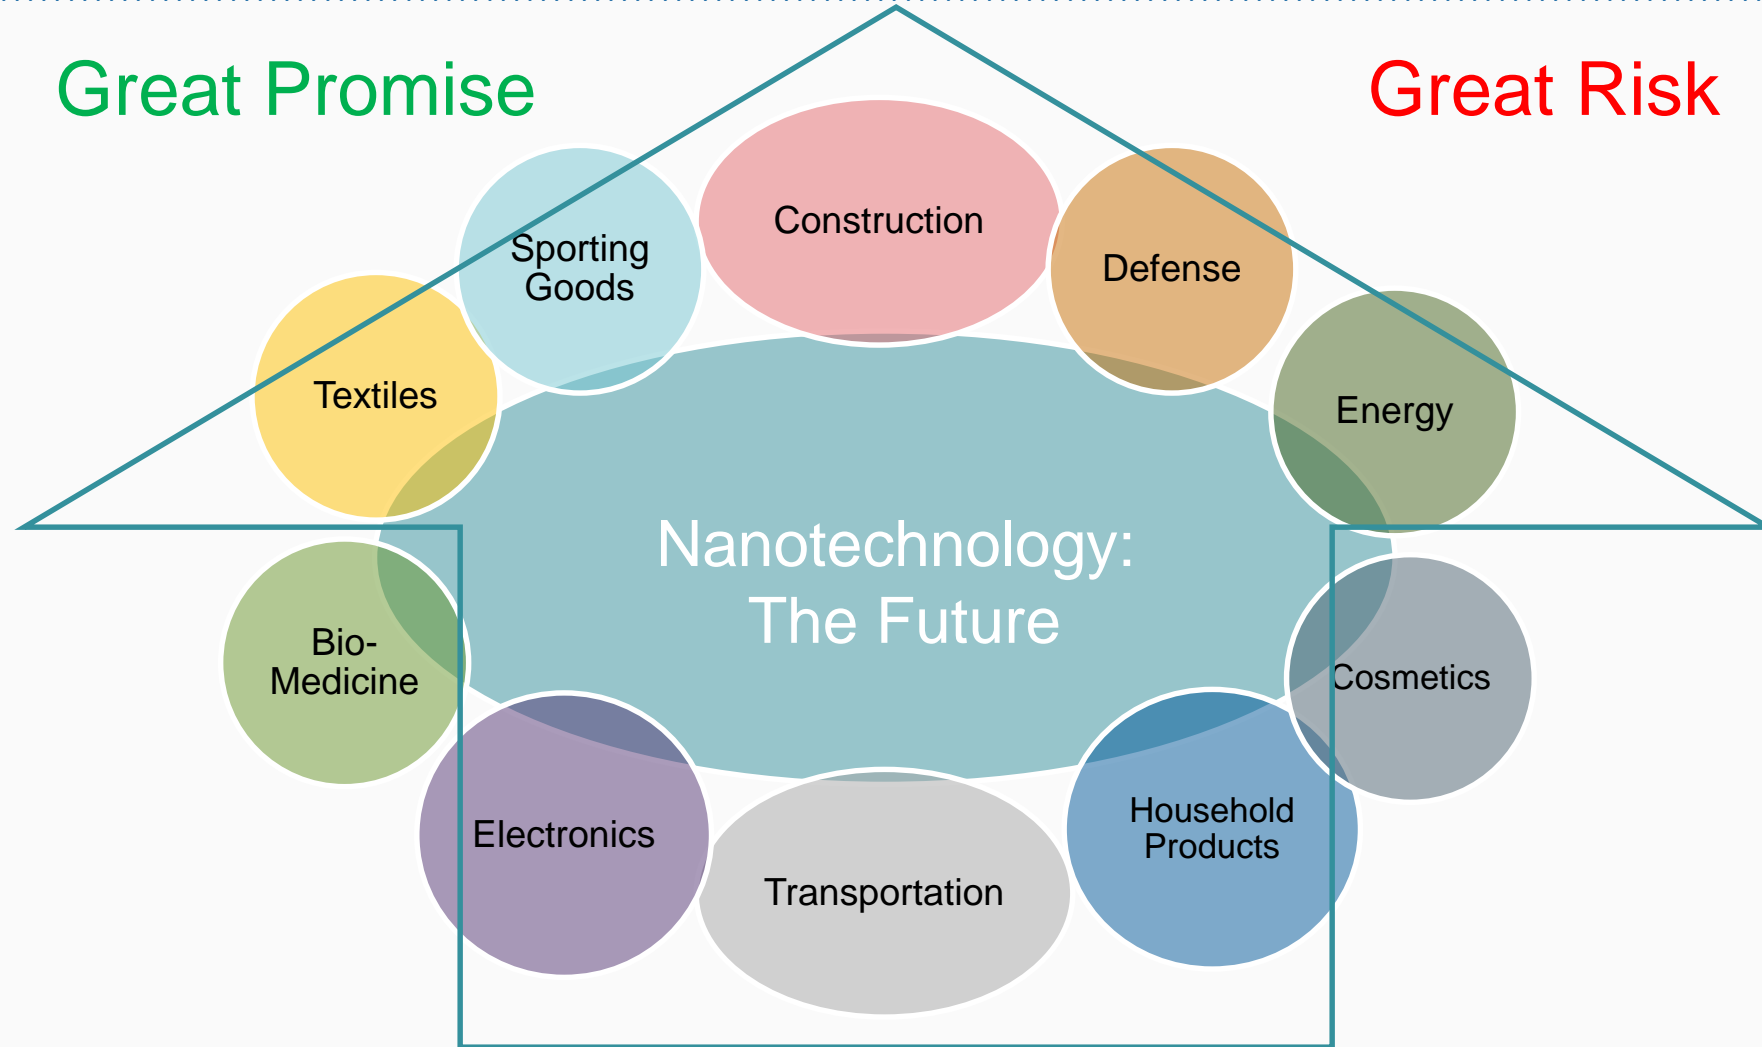 Great Promise
Great Risk
Construction
Sporting
Goods
Defense
Textiles
Energy
Nanotechnology:
The Future
Bio-
Medicine
Cosmetics
Household
Products
Electronics
Transportation